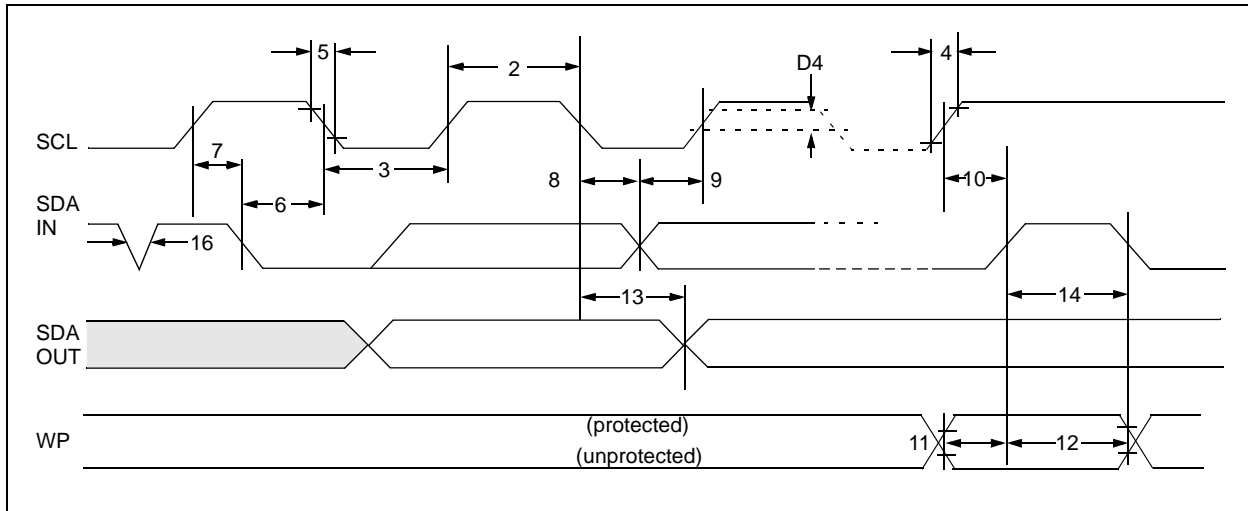 5
2
D4
4
SCL
7
3
8
9
10
SDA
IN
6
16
13
14
SDA
OUT
WP
(protected)
(unprotected)
11
12